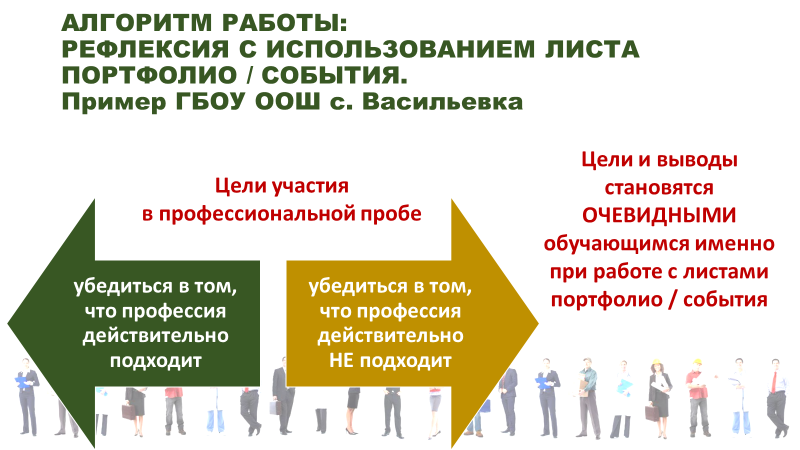 АЛГОРИТМ РАБОТЫ:
РЕФЛЕКСИЯ С ИСПОЛЬЗОВАНИЕМ ЛИСТА
ПОРТФОЛИО / СОБЫТИЯ.
Пример ГБОУ ООШ с. Васильевка
Цели участия
в профессиональной пробе
убедиться в том,
что профессия
действительно
подходит
убедиться в том,
что профессия
действительно
НЕ подходит
Цели и выводы
становятся
ОЧЕВИДНЫМИ
обучающимся именно
при работе с листами
портфолио / события